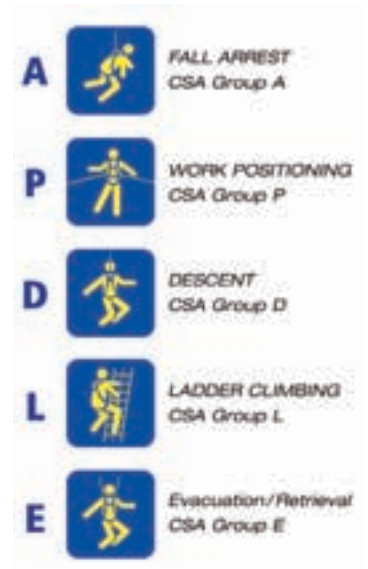 A
FALL ARREST
CSA Group A
P
WORK POSITIONING
CSA Group P
D
DESCENT
CSA Group D
L
LADDER CLIMBING
CSA Group L
E
Evacuation/Retrieval
CSA Group E